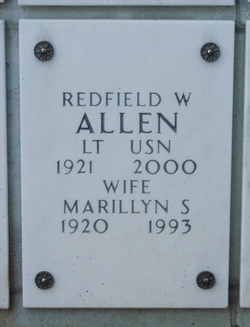 REDFIELD W
ALLEN
LT USN
1921 2000
WIFE
MARILLYN S
1920 1993